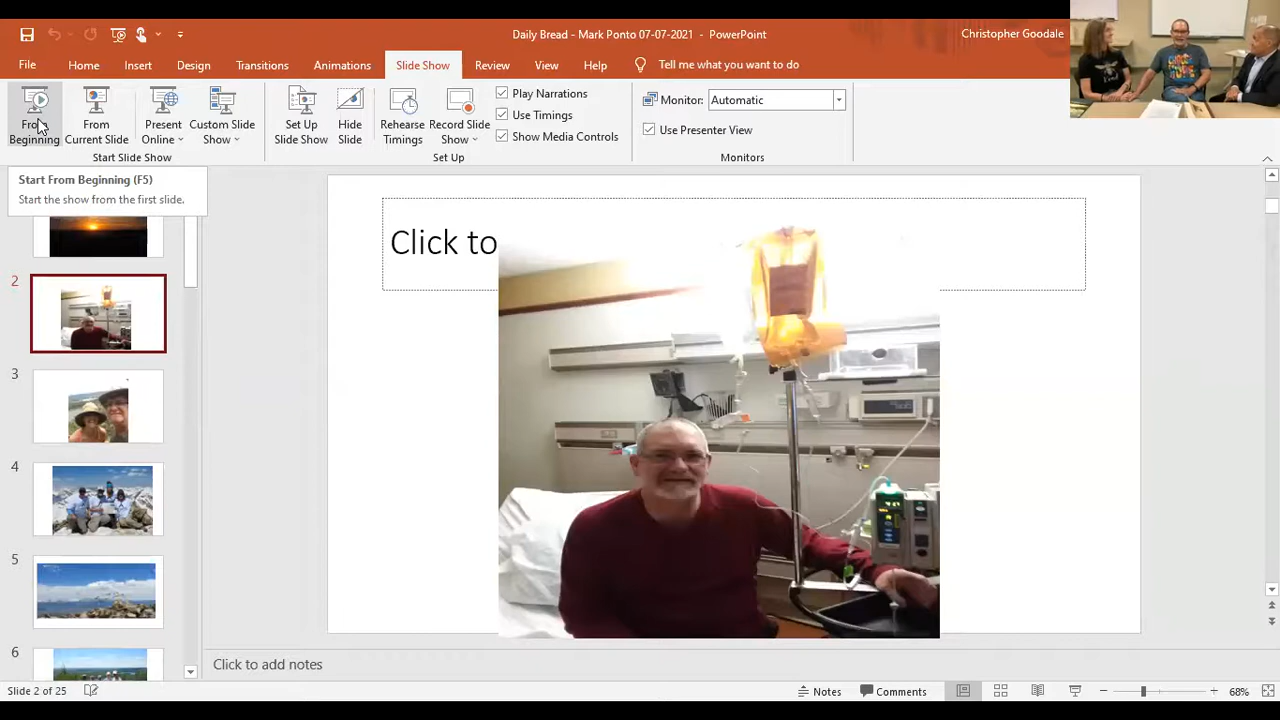 Daily Bread - Mark Ponto 07-07-2021 - PowerPoint
Christopher Goodale
File Home Insert Design Transitions Animations Slide Show Review View Help Tell me what you want to do
From Beginning
From Current Slide
Present Online
Custom Slide Show
Start Slide Show
Set Up Slide Show
Hide Slide
Rehearse Timings
Record Slide Show
Play Narrations
Use Timings
Show Media Controls
Set Up
Monitor: Automatic
Use Presenter View
Monitors
Start From Beginning (F5)
Start the show from the first slide.
2
3
4
5
6
Click to
Click to add notes
Slide 2 of 25
Notes
Comments
68%